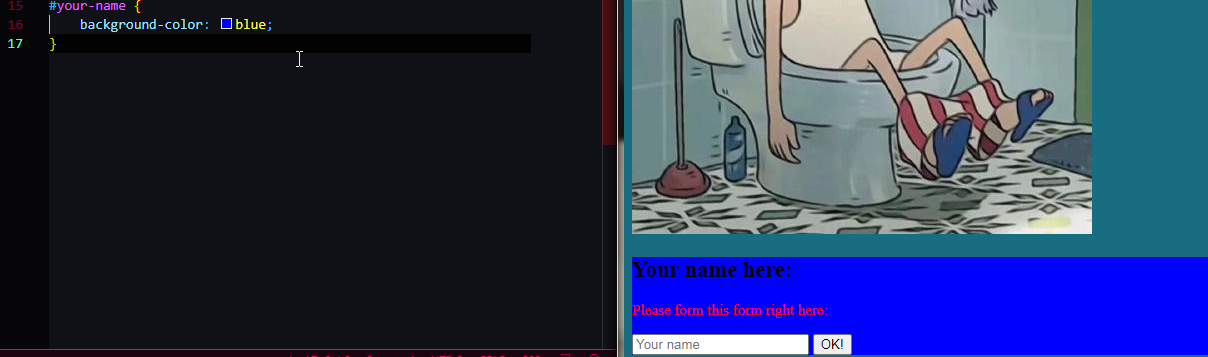 15 #your-name {
16 background-color: blue;
17 }
Your name here:
Please form this form right here:
Your name OK!